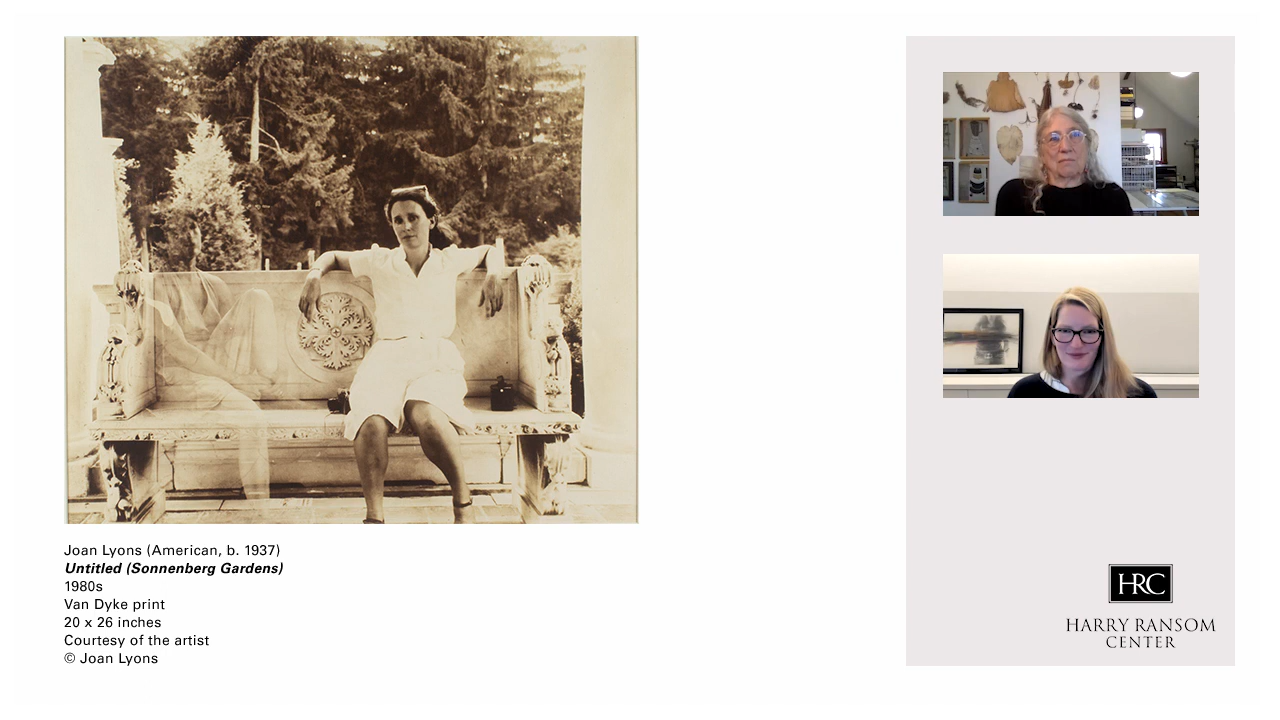 Joan Lyons (American, b. 1937)
Untitled (Sonnenberg Gardens)
1980s
Van Dyke print
20 x 26 inches
Courtesy of the artist
© Joan Lyons
HRC
HARRY RANSOM
CENTER